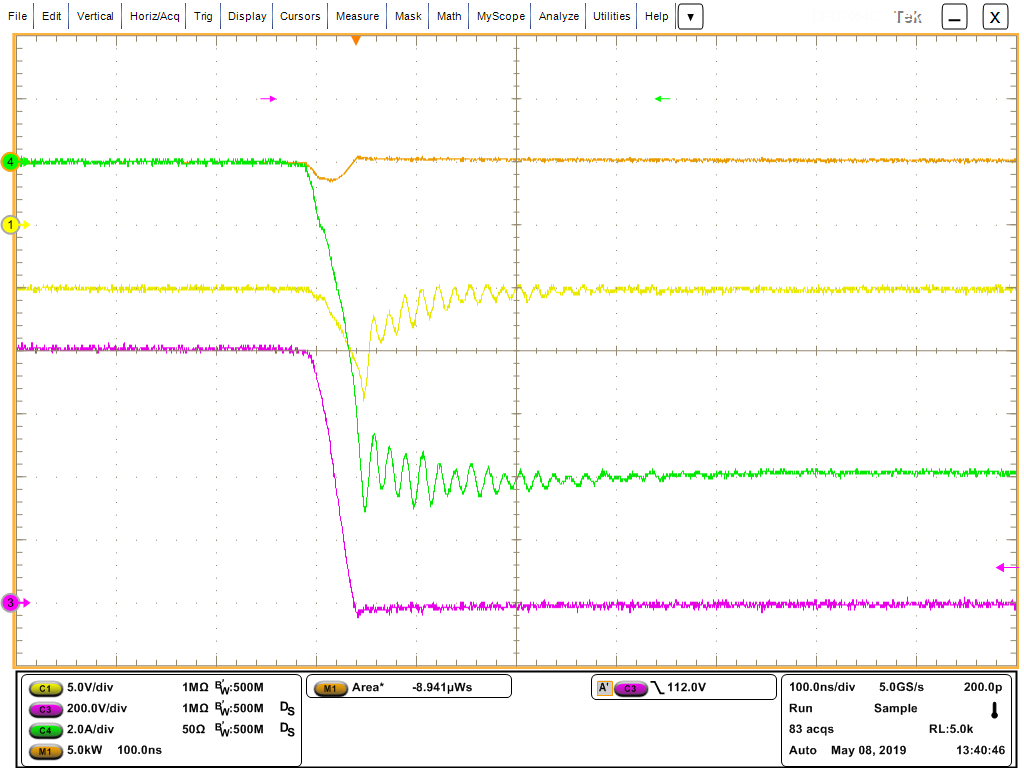 File Edit Vertical Horiz/Acq Trig Display Cursors Measure Mask Math MyScope Analyze Utilities Help ▼ Tek X
4
1
3
C1 5.0V/div 1MΩ BW:500M
C3 200.0V/div 1MΩ BW:500M DS
C4 2.0A/div 50Ω BW:500M DS
M1 5.0kW 100.0ns
M1 Area* -8.941µWs
A' C3 112.0V
100.0ns/div 5.0GS/s 200.0p
Run Sample
83 acqs RL:5.0k
Auto May 08, 2019 13:40:46